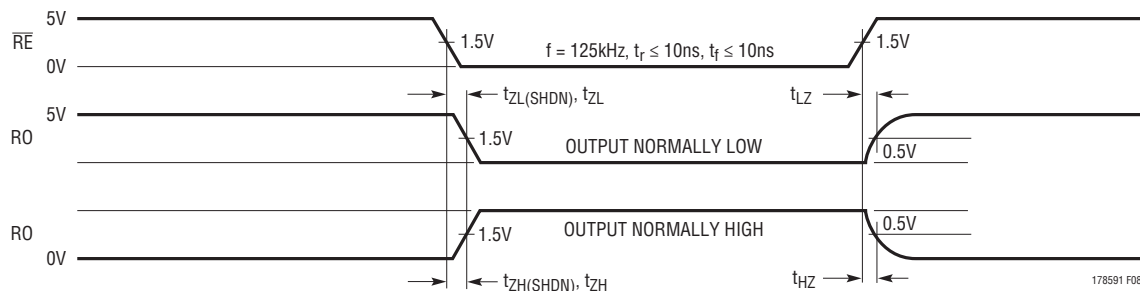 5V
RE
0V
1.5V
f = 125kHz, tr ≤ 10ns, tf ≤ 10ns
1.5V
tZL(SHDN), tZL
tLZ
5V
RO
1.5V
OUTPUT NORMALLY LOW
0.5V
RO
0V
1.5V
OUTPUT NORMALLY HIGH
0.5V
tZH(SHDN), tZH
tHZ
178591 F08